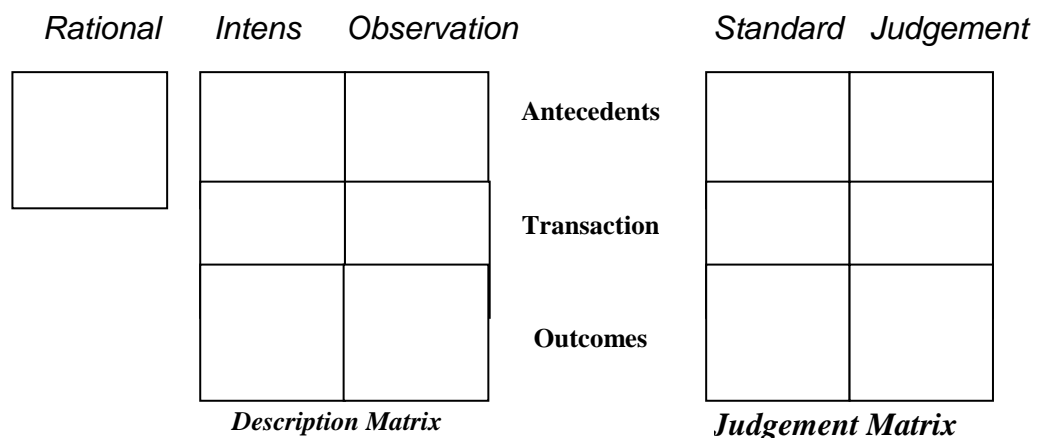 Rational Intens Observation Standard Judgement
Antecedents
Transaction
Outcomes
Description Matrix
Judgement Matrix